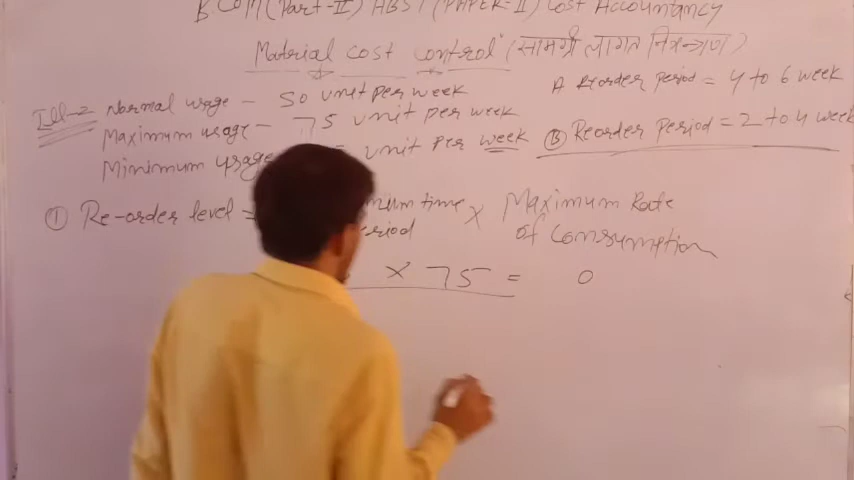 B COM (Part-II) ABST (PAPER-II) Cost Accountancy
Material cost control (सामग्री लागत नियन्त्रण)
A Reorder period = 4 to 6 week
Ill-2 Normal usage - 50 unit per week
Maximum usage - 75 unit per week
B Reorder Period = 2 to 4 week
Minimum usage unit per week
① Re-order level = mum time × Maximum Rate
eriod of Consumption
× 75 = 0